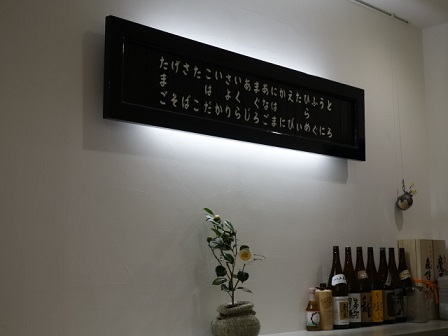 とろ
うに
ふぐ
ひらめ
たい
えび
かに
にはま
あなご
まぐろ
あじ
いくら
さより
いか
こはだ
たこ
さば
げそ
たまご